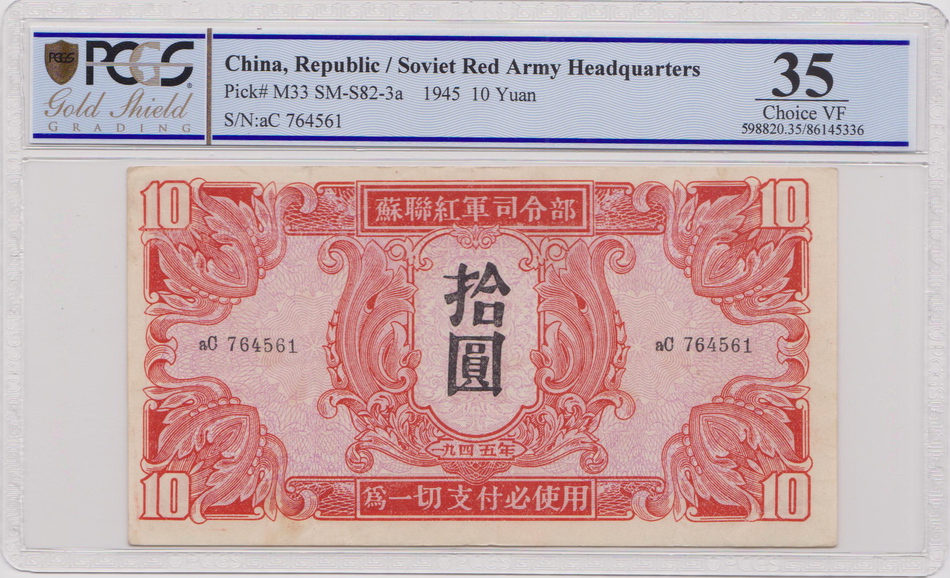 PCGS
Gold Shield
GRADING
China, Republic / Soviet Red Army Headquarters
Pick# M33 SM-S82-3a 1945 10 Yuan
S/N:aC 764561
35
Choice VF
598820.35/86145336
10 蘇聯紅軍司令部 10
拾圓
aC 764561 aC 764561
一九四五年
10 爲一切支付必使用 10